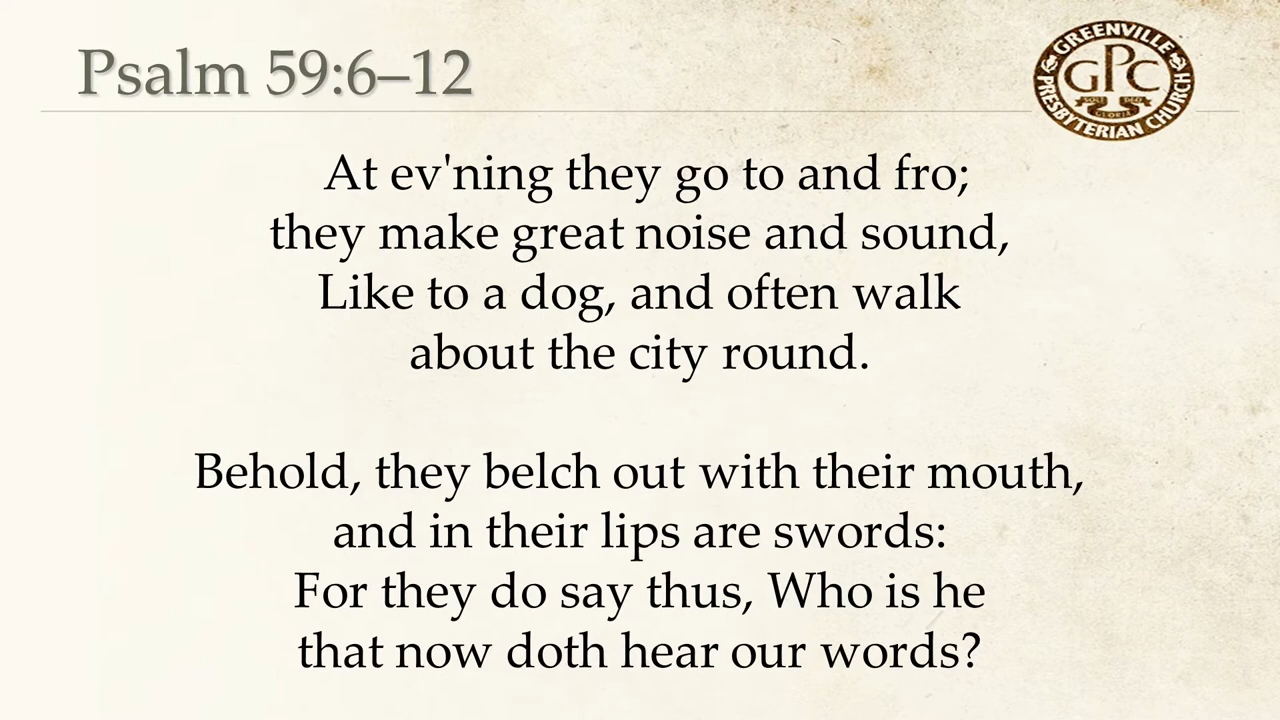 Psalm 59:6–12
GREENVILLE
GPC
SOLI DEO
GLORIA
PRESBYTERIAN CHURCH
At ev'ning they go to and fro;
they make great noise and sound,
Like to a dog, and often walk
about the city round.
Behold, they belch out with their mouth,
and in their lips are swords:
For they do say thus, Who is he
that now doth hear our words?